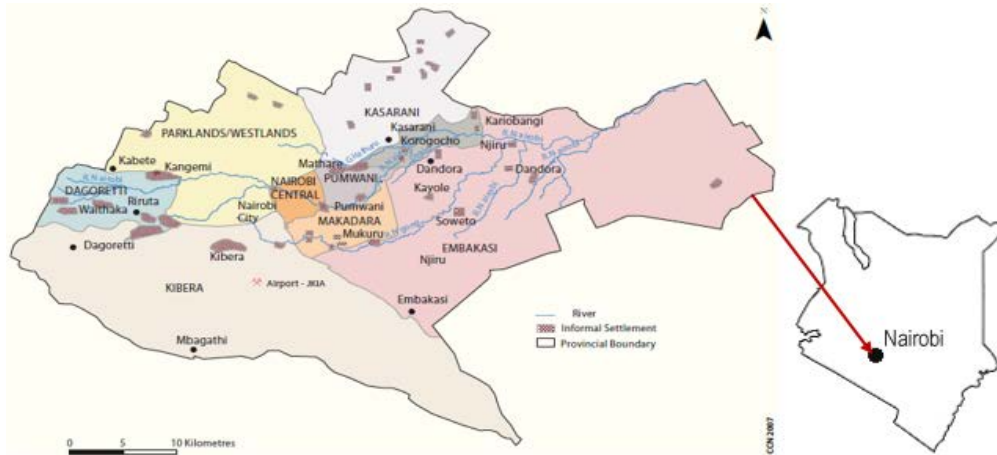 N
KASARANI
Kasarani
Kariobangi
PARKLANDS/WESTLANDS
Korogocho
Njiru
Mathare
Kabete
Kangemi
PUMWANI
Dandora
Dandora
R.N airobi
DAGORETTI
NAIROBI
CENTRAL
Kayole
Riruta
Waithaka
Nairobi
City
Pumwani
MAKADARA
Mukuru
Soweto
EMBAKASI
Dagoretti
Kibera
Njiru
Airport - JKIA
KIBERA
Embakasi
Mbagathi
River
Informal Settlement
Provincial Boundary
0 5 10 Kilometres
CCN 2007
Nairobi